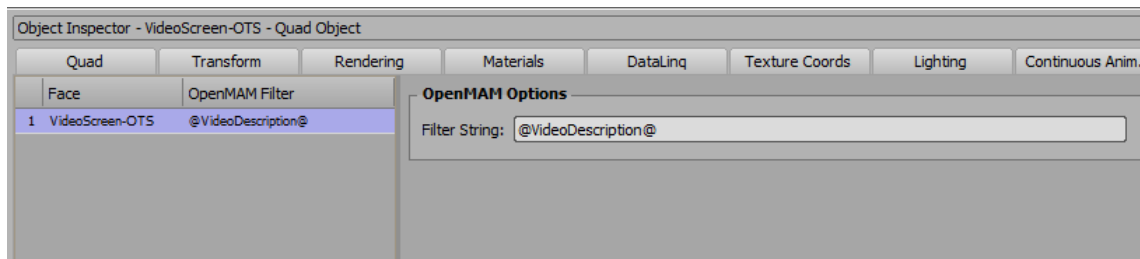 Object Inspector - VideoScreen-OTS - Quad Object
Quad Transform Rendering Materials DataLinq Texture Coords Lighting Continuous Anim.
Face OpenMAM Filter
1 VideoScreen-OTS @VideoDescription@
OpenMAM Options
Filter String: @VideoDescription@